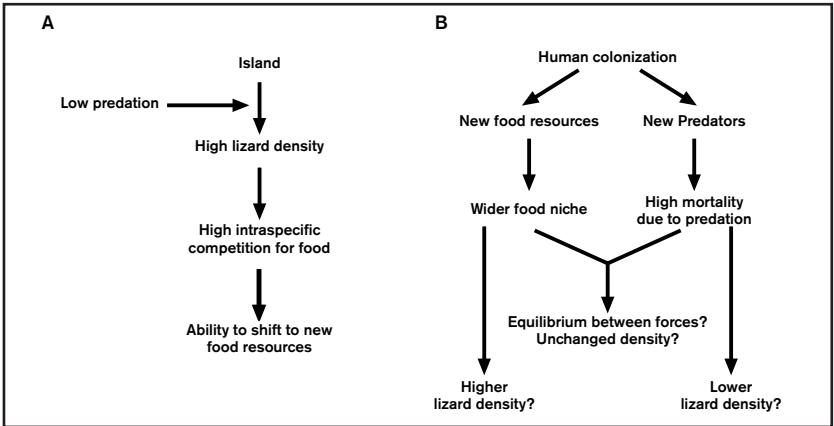 A
Island
Low predation
High lizard density
High intraspecific
competition for food
Ability to shift to new
food resources
B
Human colonization
New food resources
New Predators
Wider food niche
High mortality
due to predation
Equilibrium between forces?
Unchanged density?
Higher
lizard density?
Lower
lizard density?